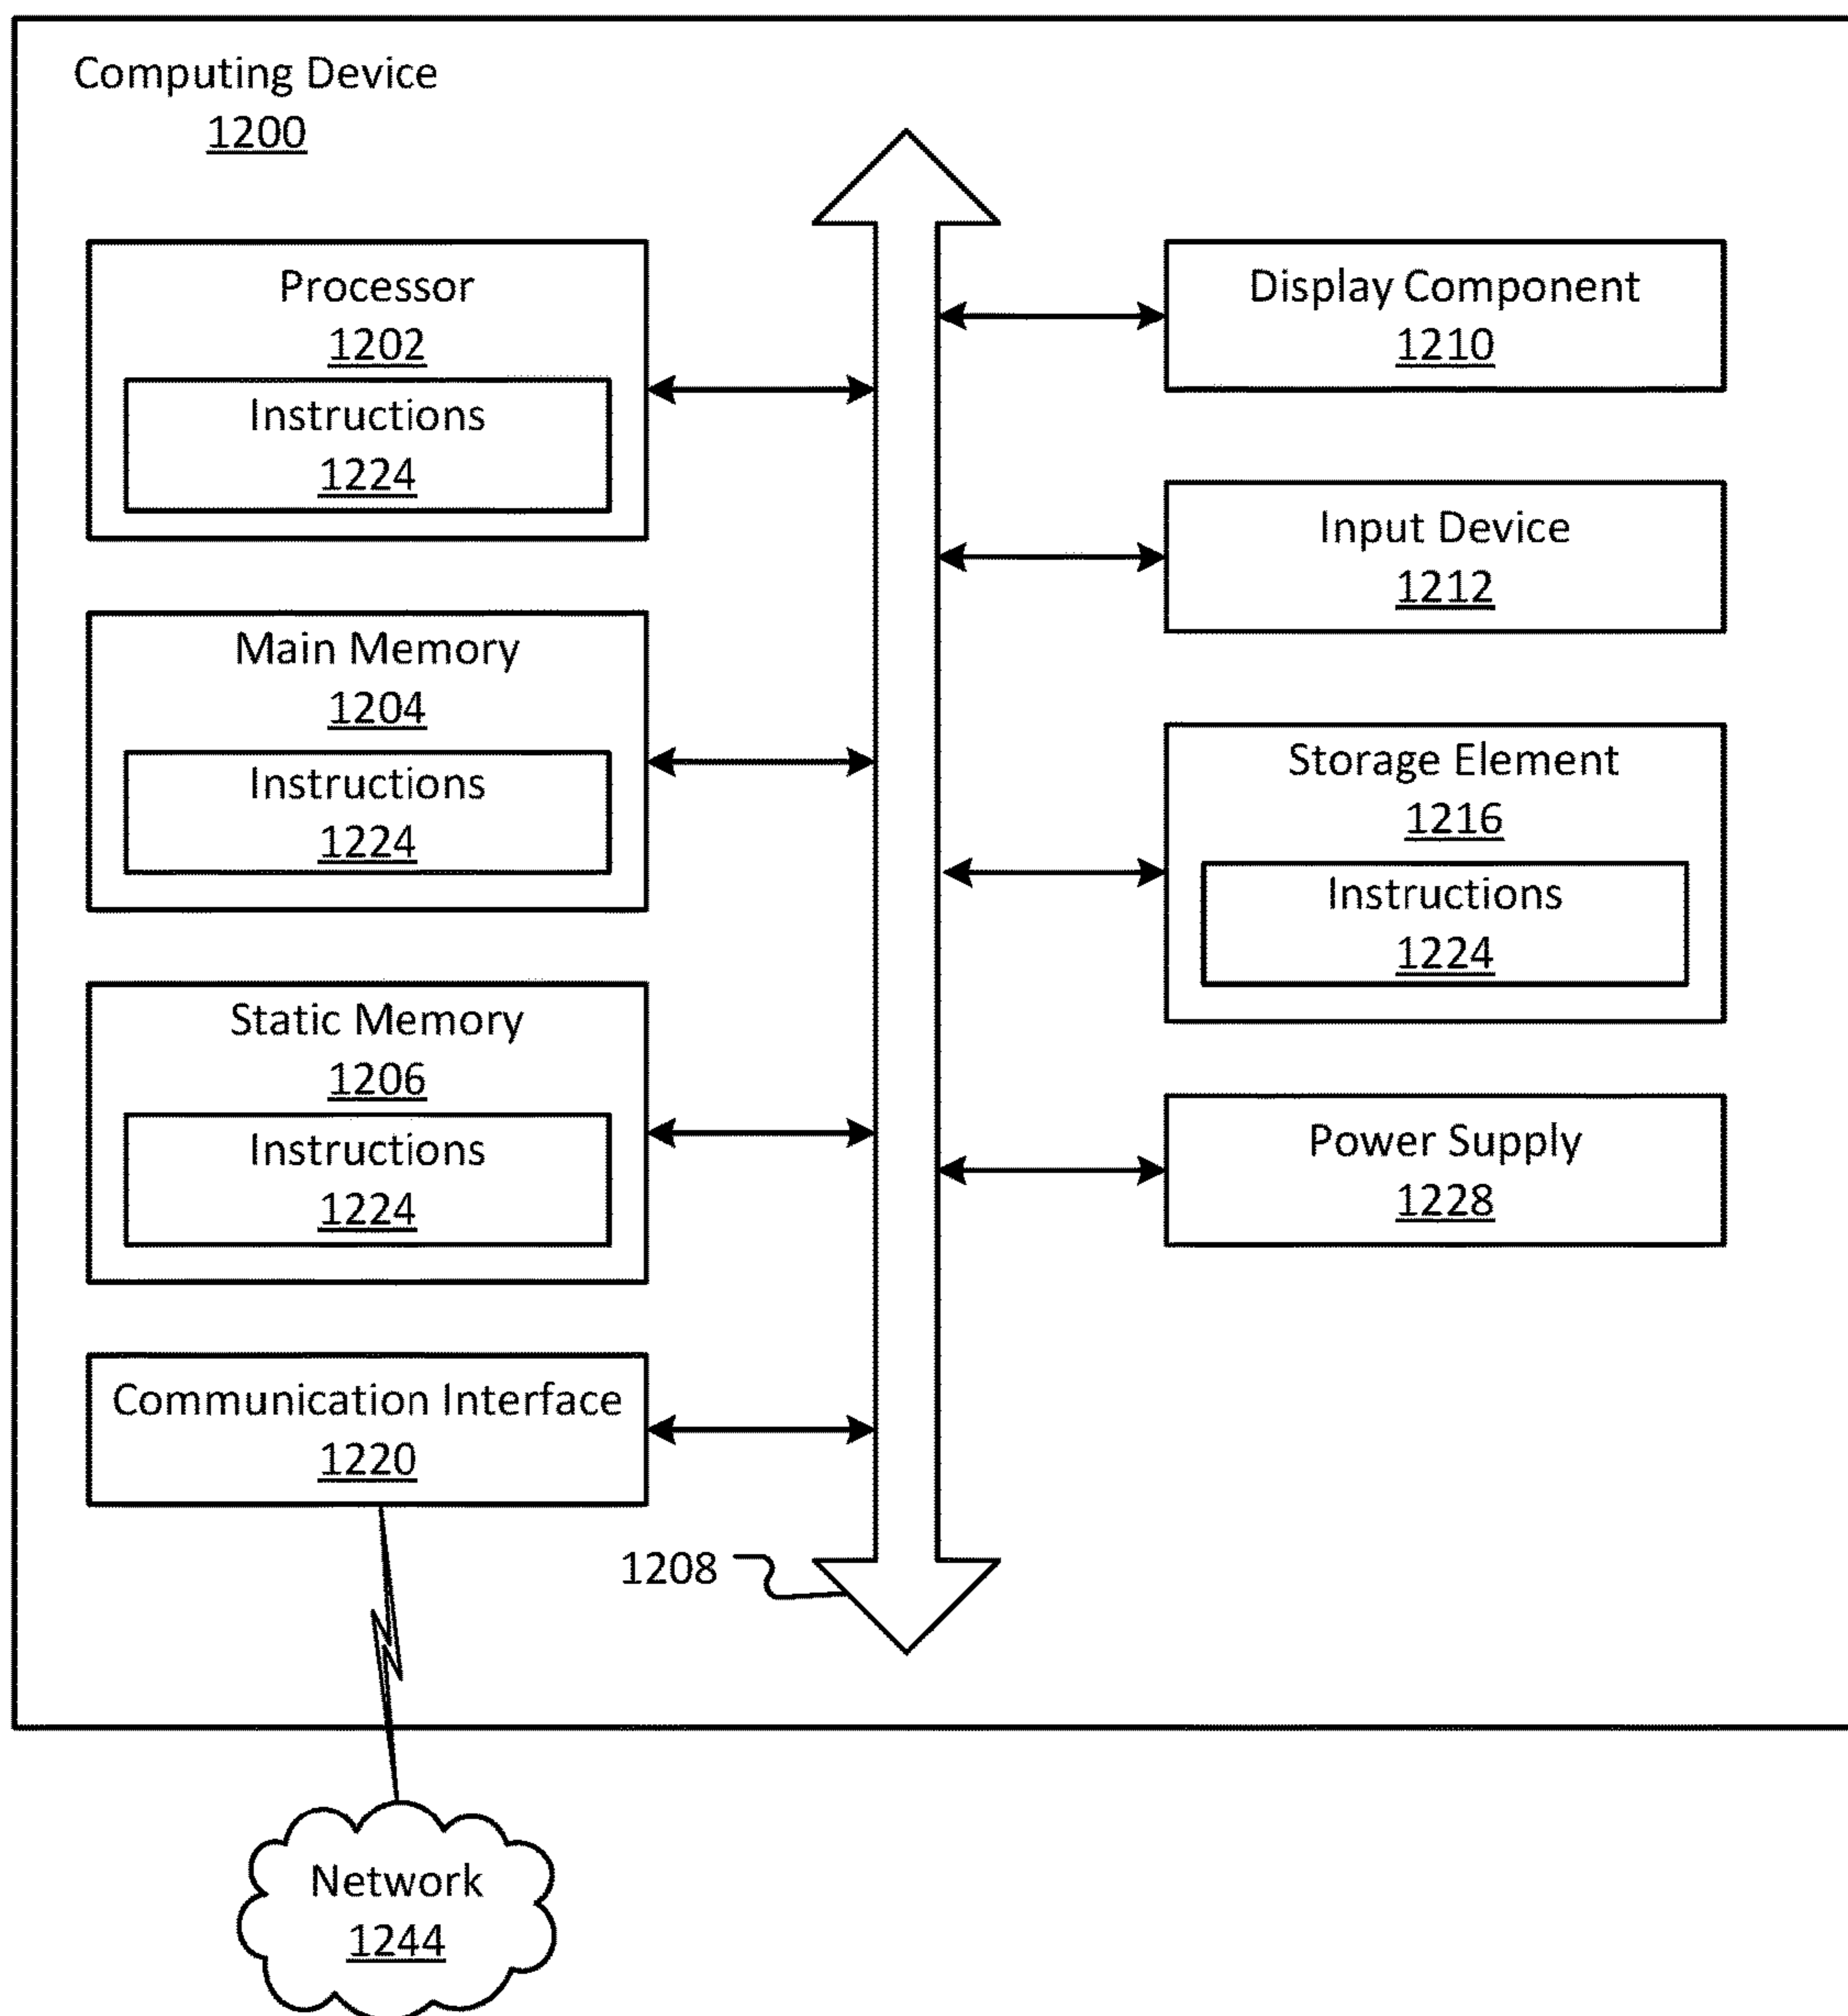 Computing Device
1200
Processor
1202
Instructions
1224
Main Memory
1204
Instructions
1224
Static Memory
1206
Instructions
1224
Communication Interface
1220
1208
Display Component
1210
Input Device
1212
Storage Element
1216
Instructions
1224
Power Supply
1228
Network
1244